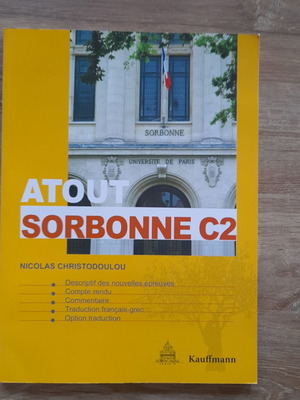 SORBONNE
UNIVERSITE DE PARIS
ATOUT
SORBONNE C2
NICOLAS CHRISTODOULOU
Descriptif des nouvelles épreuves
Compte rendu
Commentaire
Traduction français-grec
Option traduction
Kauffmann